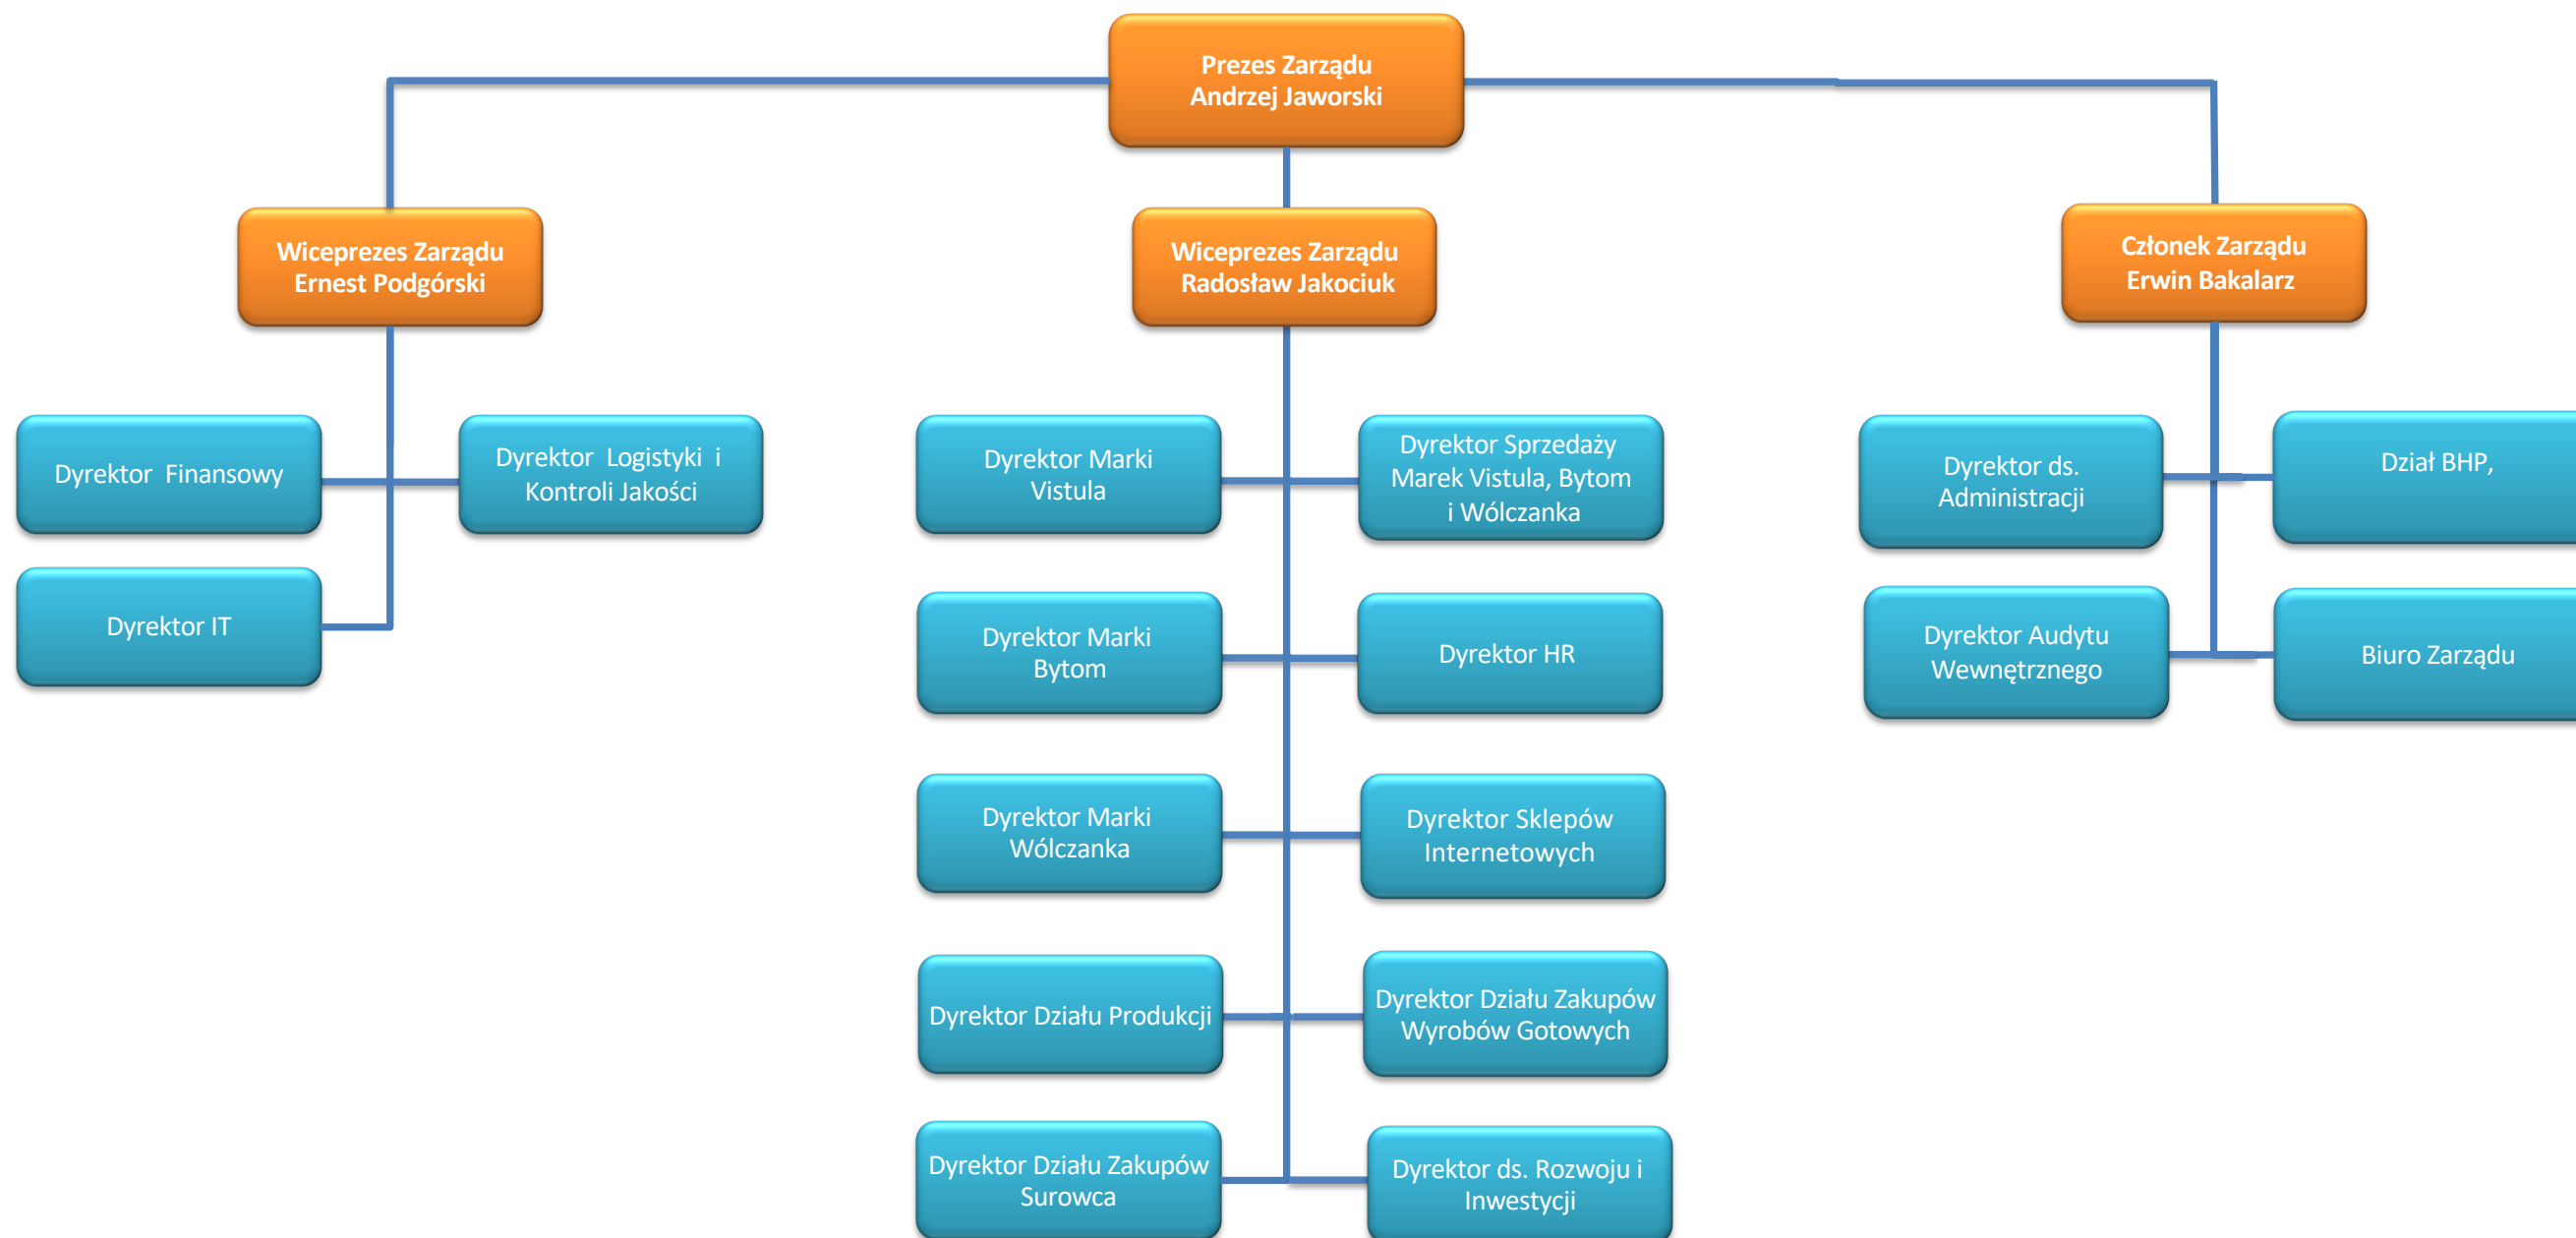 Prezes Zarządu
Andrzej Jaworski
Wiceprezes Zarządu
Ernest Podgórski
Wiceprezes Zarządu
Radosław Jakociuk
Członek Zarządu
Erwin Bakalarz
Dyrektor Finansowy
Dyrektor Logistyki i
Kontroli Jakości
Dyrektor IT
Dyrektor Marki
Vistula
Dyrektor Sprzedaży
Marek Vistula, Bytom
i Wólczanka
Dyrektor Marki
Bytom
Dyrektor HR
Dyrektor Marki
Wólczanka
Dyrektor Sklepów
Internetowych
Dyrektor Działu Produkcji
Dyrektor Działu Zakupów
Wyrobów Gotowych
Dyrektor Działu Zakupów
Surowca
Dyrektor ds. Rozwoju i
Inwestycji
Dyrektor ds.
Administracji
Dział BHP,
Dyrektor Audytu
Wewnętrznego
Biuro Zarządu